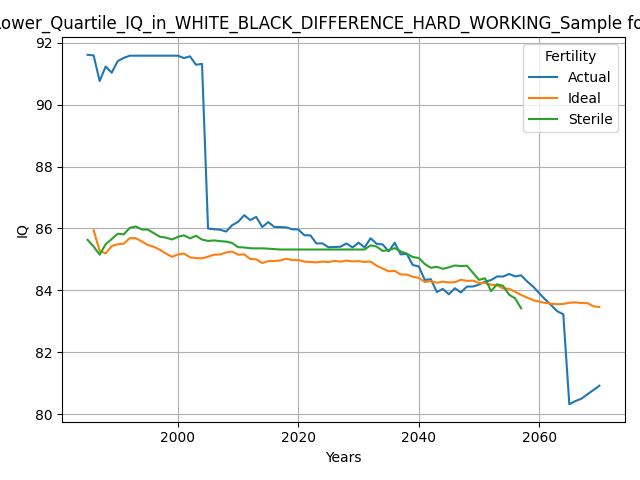 ower_Quartile_IQ_in_WHITE_BLACK_DIFFERENCE_HARD_WORKING_Sample fo
Fertility
Actual
Ideal
Sterile
IQ
92
90
88
86
84
82
80
2000
2020
2040
2060
Years